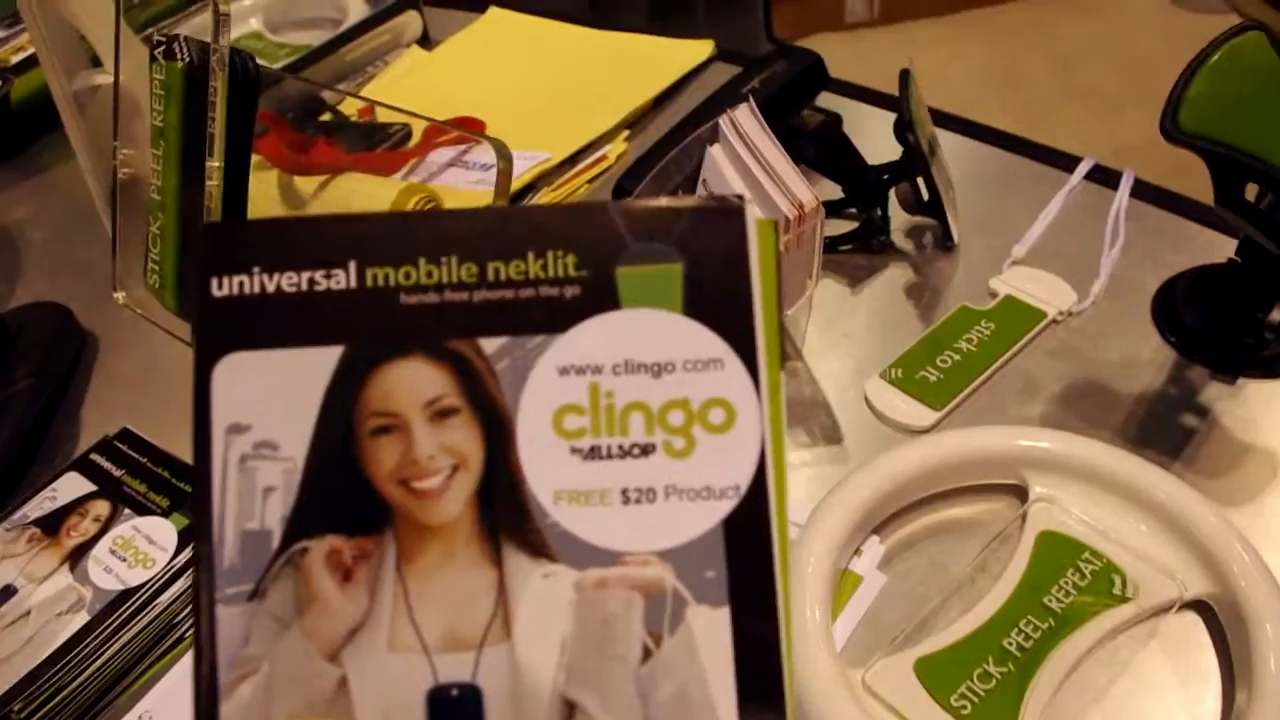 STICK, PEEL, REPEAT.
universal mobile neklit
hands-free phone on the go
www.clingo.com
clingo
by ALLSOP
FREE $20 Product
stick to it.
universal mobile neklit
clingo
STICK, PEEL, REPEAT.